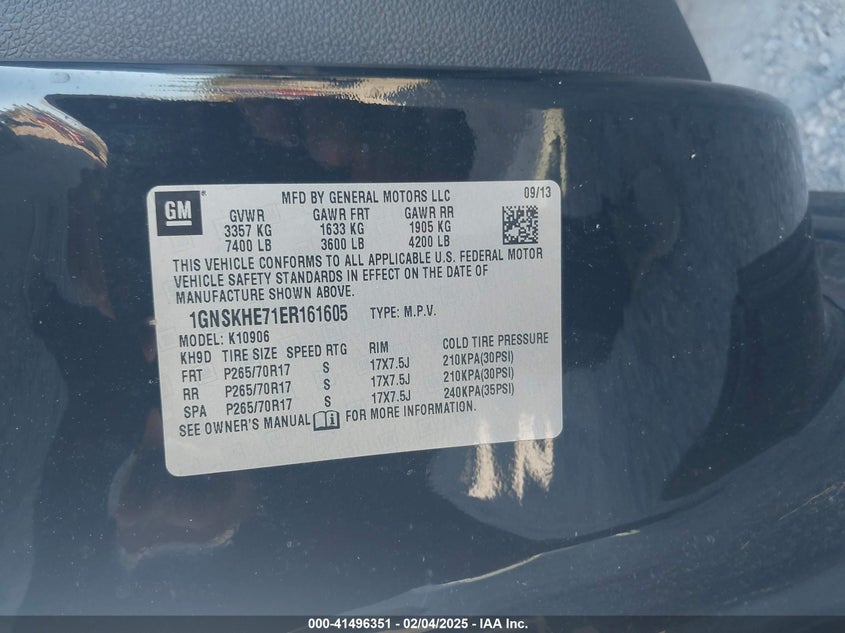 GM
MFD BY GENERAL MOTORS LLC 09/13
GVWR GAWR FRT GAWR RR
3357 KG 1633 KG 1905 KG
7400 LB 3600 LB 4200 LB
THIS VEHICLE CONFORMS TO ALL APPLICABLE U.S. FEDERAL MOTOR
VEHICLE SAFETY STANDARDS IN EFFECT ON THE DATE OF
MANUFACTURE SHOWN ABOVE.
1GNSKHE71ER161605 TYPE: M.P.V.
MODEL: K10906
KH9D TIRE SIZE SPEED RTG RIM COLD TIRE PRESSURE
FRT P265/70R17 S 17X7.5J 210KPA(30PSI)
RR P265/70R17 S 17X7.5J 210KPA(30PSI)
SPA P265/70R17 S 17X7.5J 240KPA(35PSI)
SEE OWNER'S MANUAL FOR MORE INFORMATION.
000-41496351 - 02/04/2025 - IAA Inc.